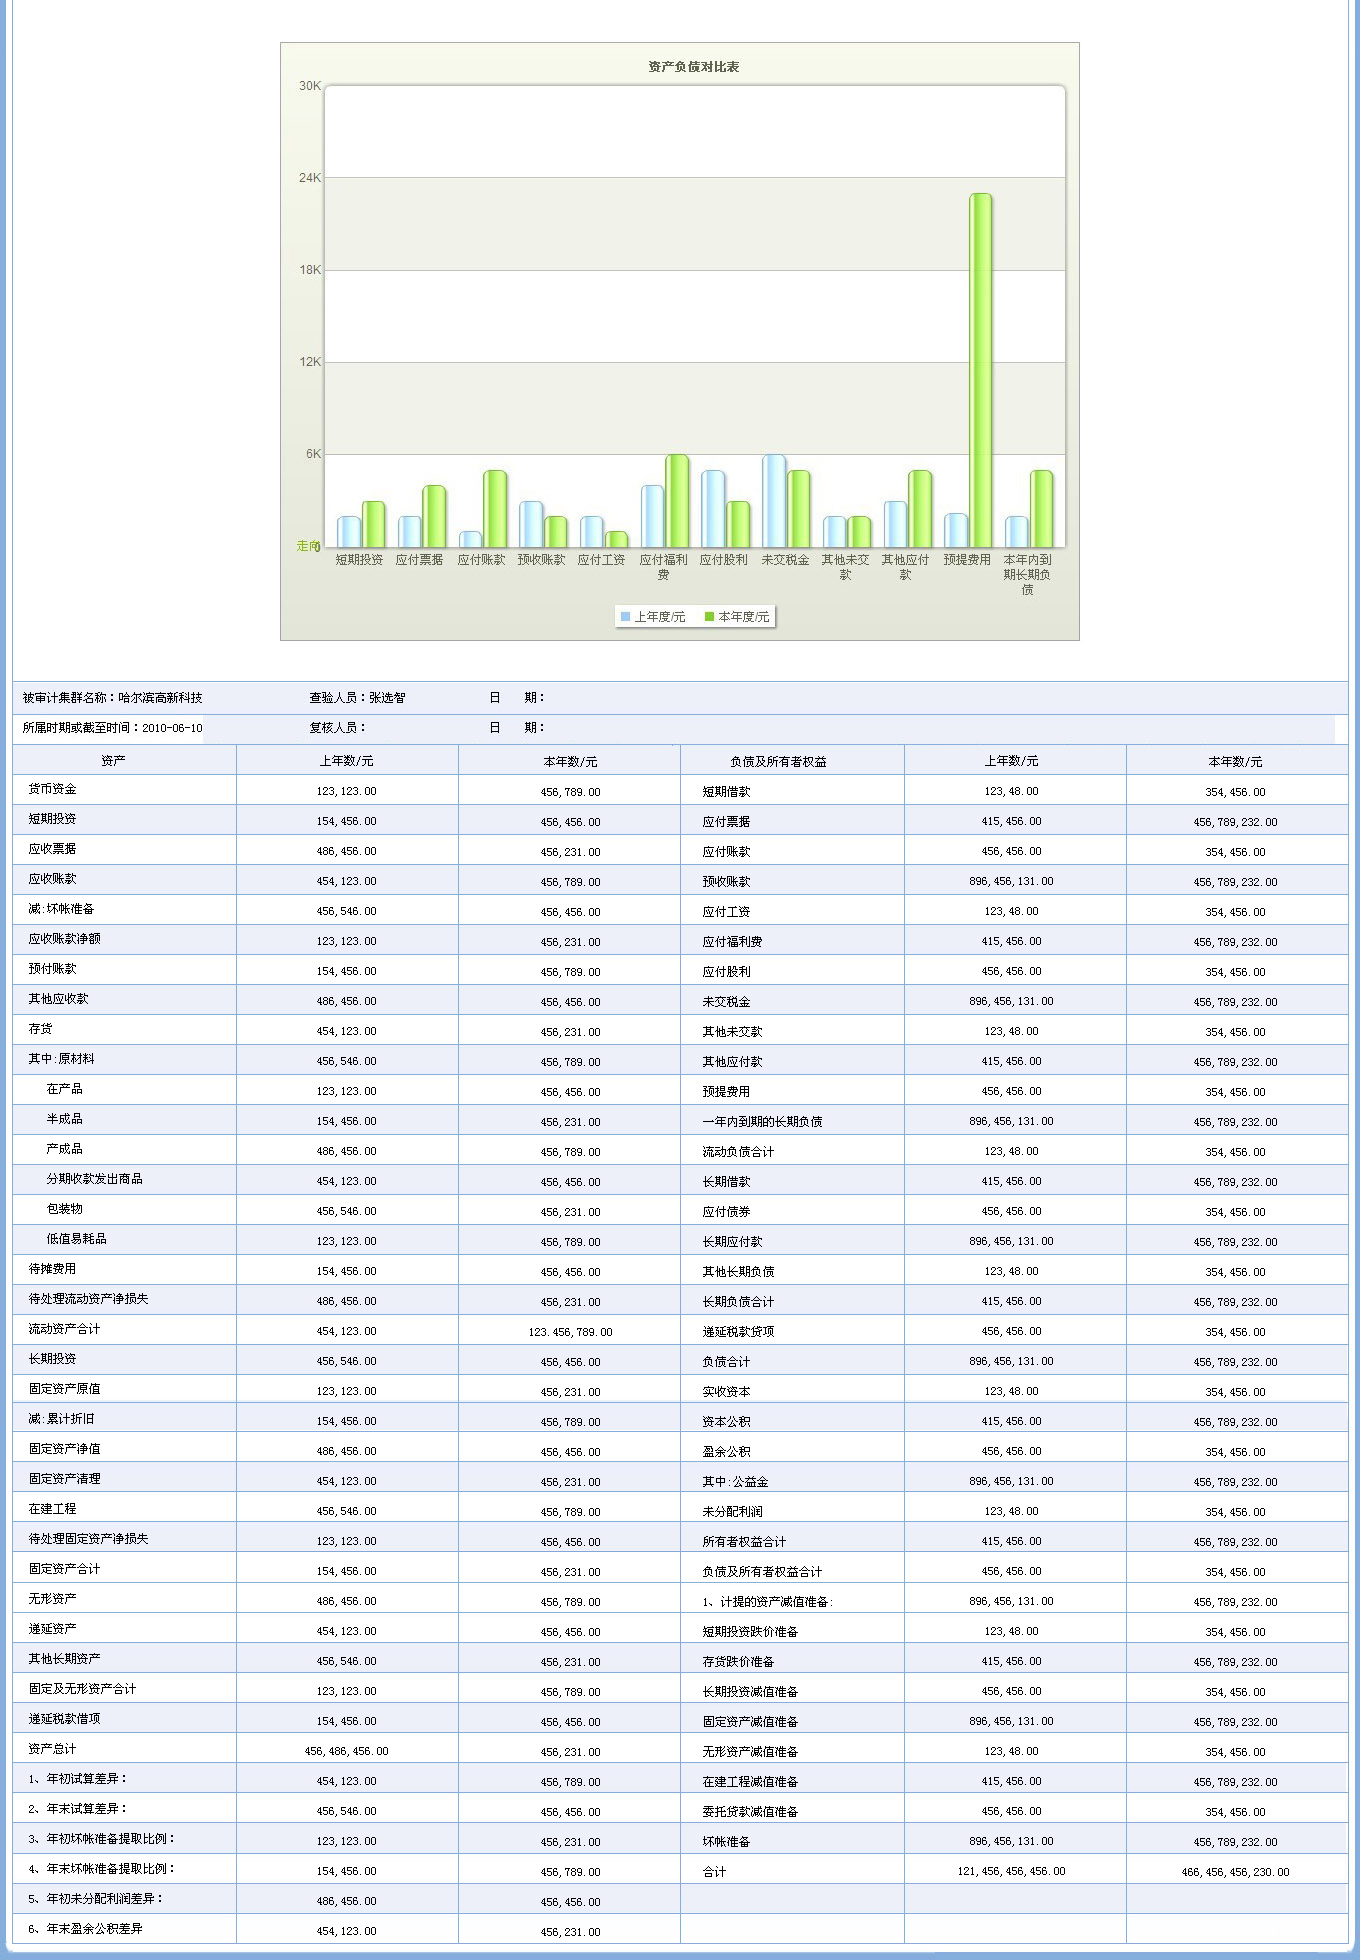 资产负债对比表
30K
24K
18K
12K
6K
走向 0
短期投资 应付票据 应付账款 预收账款 应付工资 应付福利费 应付股利 未交税金 其他未交款 其他应付款 预提费用 本年内到期长期负债
上年度/元 本年度/元
被审计集群名称：哈尔滨高新科技 查验人员：张选智 日 期：
所属时期或截至时间：2010-06-10 复核人员： 日 期：
资产 上年数/元 本年数/元 负债及所有者权益 上年数/元 本年数/元
货币资金 123,123.00 456,789.00 短期借款 123,48.00 354,456.00
短期投资 154,456.00 456,456.00 应付票据 415,456.00 456,789,232.00
应收票据 486,456.00 456,231.00 应付账款 456,456.00 354,456.00
应收账款 454,123.00 456,789.00 预收账款 896,456,131.00 456,789,232.00
减:坏帐准备 456,546.00 456,456.00 应付工资 123,48.00 354,456.00
应收账款净额 123,123.00 456,231.00 应付福利费 415,456.00 456,789,232.00
预付账款 154,456.00 456,789.00 应付股利 456,456.00 354,456.00
其他应收款 486,456.00 456,456.00 未交税金 896,456,131.00 456,789,232.00
存货 454,123.00 456,231.00 其他未交款 123,48.00 354,456.00
其中:原材料 456,546.00 456,789.00 其他应付款 415,456.00 456,789,232.00
在产品 123,123.00 456,456.00 预提费用 456,456.00 354,456.00
半成品 154,456.00 456,231.00 一年内到期的长期负债 896,456,131.00 456,789,232.00
产成品 486,456.00 456,789.00 流动负债合计 123,48.00 354,456.00
分期收款发出商品 454,123.00 456,456.00 长期借款 415,456.00 456,789,232.00
包装物 456,546.00 456,231.00 应付债券 456,456.00 354,456.00
低值易耗品 123,123.00 456,789.00 长期应付款 896,456,131.00 456,789,232.00
待摊费用 154,456.00 456,456.00 其他长期负债 123,48.00 354,456.00
待处理流动资产净损失 486,456.00 456,231.00 长期负债合计 415,456.00 456,789,232.00
流动资产合计 454,123.00 123.456,789.00 递延税款贷项 456,456.00 354,456.00
长期投资 456,546.00 456,456.00 负债合计 896,456,131.00 456,789,232.00
固定资产原值 123,123.00 456,231.00 实收资本 123,48.00 354,456.00
减:累计折旧 154,456.00 456,789.00 资本公积 415,456.00 456,789,232.00
固定资产净值 486,456.00 456,456.00 盈余公积 456,456.00 354,456.00
固定资产清理 454,123.00 456,231.00 其中:公益金 896,456,131.00 456,789,232.00
在建工程 456,546.00 456,789.00 未分配利润 123,48.00 354,456.00
待处理固定资产净损失 123,123.00 456,456.00 所有者权益合计 415,456.00 456,789,232.00
固定资产合计 154,456.00 456,231.00 负债及所有者权益合计 456,456.00 354,456.00
无形资产 486,456.00 456,789.00 1、计提的资产减值准备: 896,456,131.00 456,789,232.00
递延资产 454,123.00 456,456.00 短期投资跌价准备 123,48.00 354,456.00
其他长期资产 456,546.00 456,231.00 存货跌价准备 415,456.00 456,789,232.00
固定及无形资产合计 123,123.00 456,789.00 长期投资减值准备 456,456.00 354,456.00
递延税款借项 154,456.00 456,456.00 固定资产减值准备 896,456,131.00 456,789,232.00
资产总计 456,486,456.00 456,231.00 无形资产减值准备 123,48.00 354,456.00
1、年初试算差异： 454,123.00 456,789.00 在建工程减值准备 415,456.00 456,789,232.00
2、年末试算差异： 456,546.00 456,456.00 委托贷款减值准备 456,456.00 354,456.00
3、年初坏帐准备提取比例： 123,123.00 456,231.00 坏帐准备 896,456,131.00 456,789,232.00
4、年末坏帐准备提取比例： 154,456.00 456,789.00 合计 121,456,456,456.00 466,456,456,230.00
5、年初未分配利润差异： 486,456.00 456,456.00
6、年末盈余公积差异 454,123.00 456,231.00